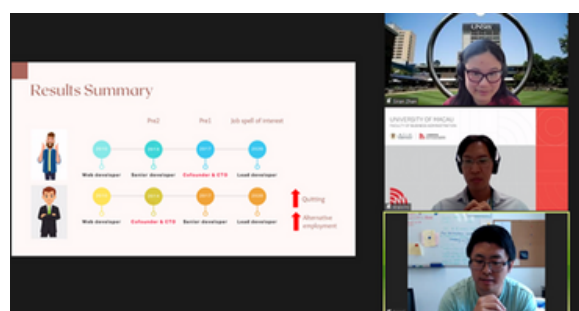 Results Summary
Pre2 Pre1 Job spell of interest
Web developer Senior developer Cofounder & CTO Lead developer
Web developer Cofounder & CTO Senior developer Lead developer
Quitting
Alternative
employment
UNSW
UNIVERSITY OF MACAU